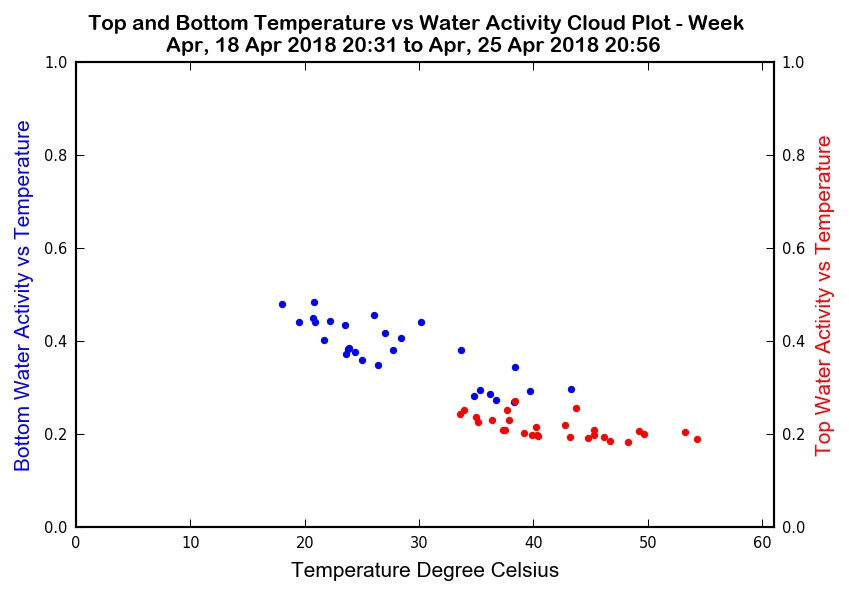 Top and Bottom Temperature vs Water Activity Cloud Plot - Week
Apr, 18 Apr 2018 20:31 to Apr, 25 Apr 2018 20:56
Bottom Water Activity vs Temperature
1.0
0.8
0.6
0.4
0.2
0.0
1.0
0.8
0.6
0.4
0.2
0.0
Top Water Activity vs Temperature
0 10 20 30 40 50 60
Temperature Degree Celsius